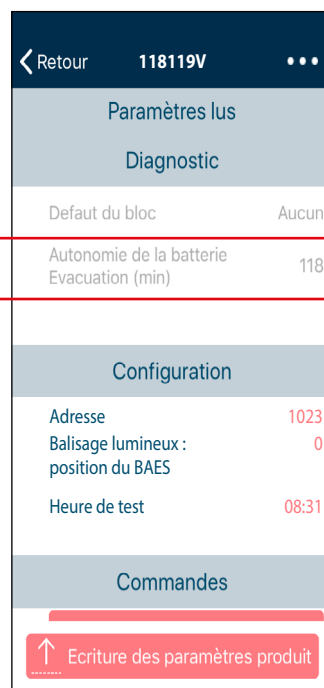 Retour 118119V
Paramètres lus
Diagnostic
Defaut du bloc Aucun
Autonomie de la batterie
Evacuation (min) 118
Configuration
Adresse 1023
Balisage lumineux : 0
position du BAES
Heure de test 08:31
Commandes
Ecriture des paramètres produit